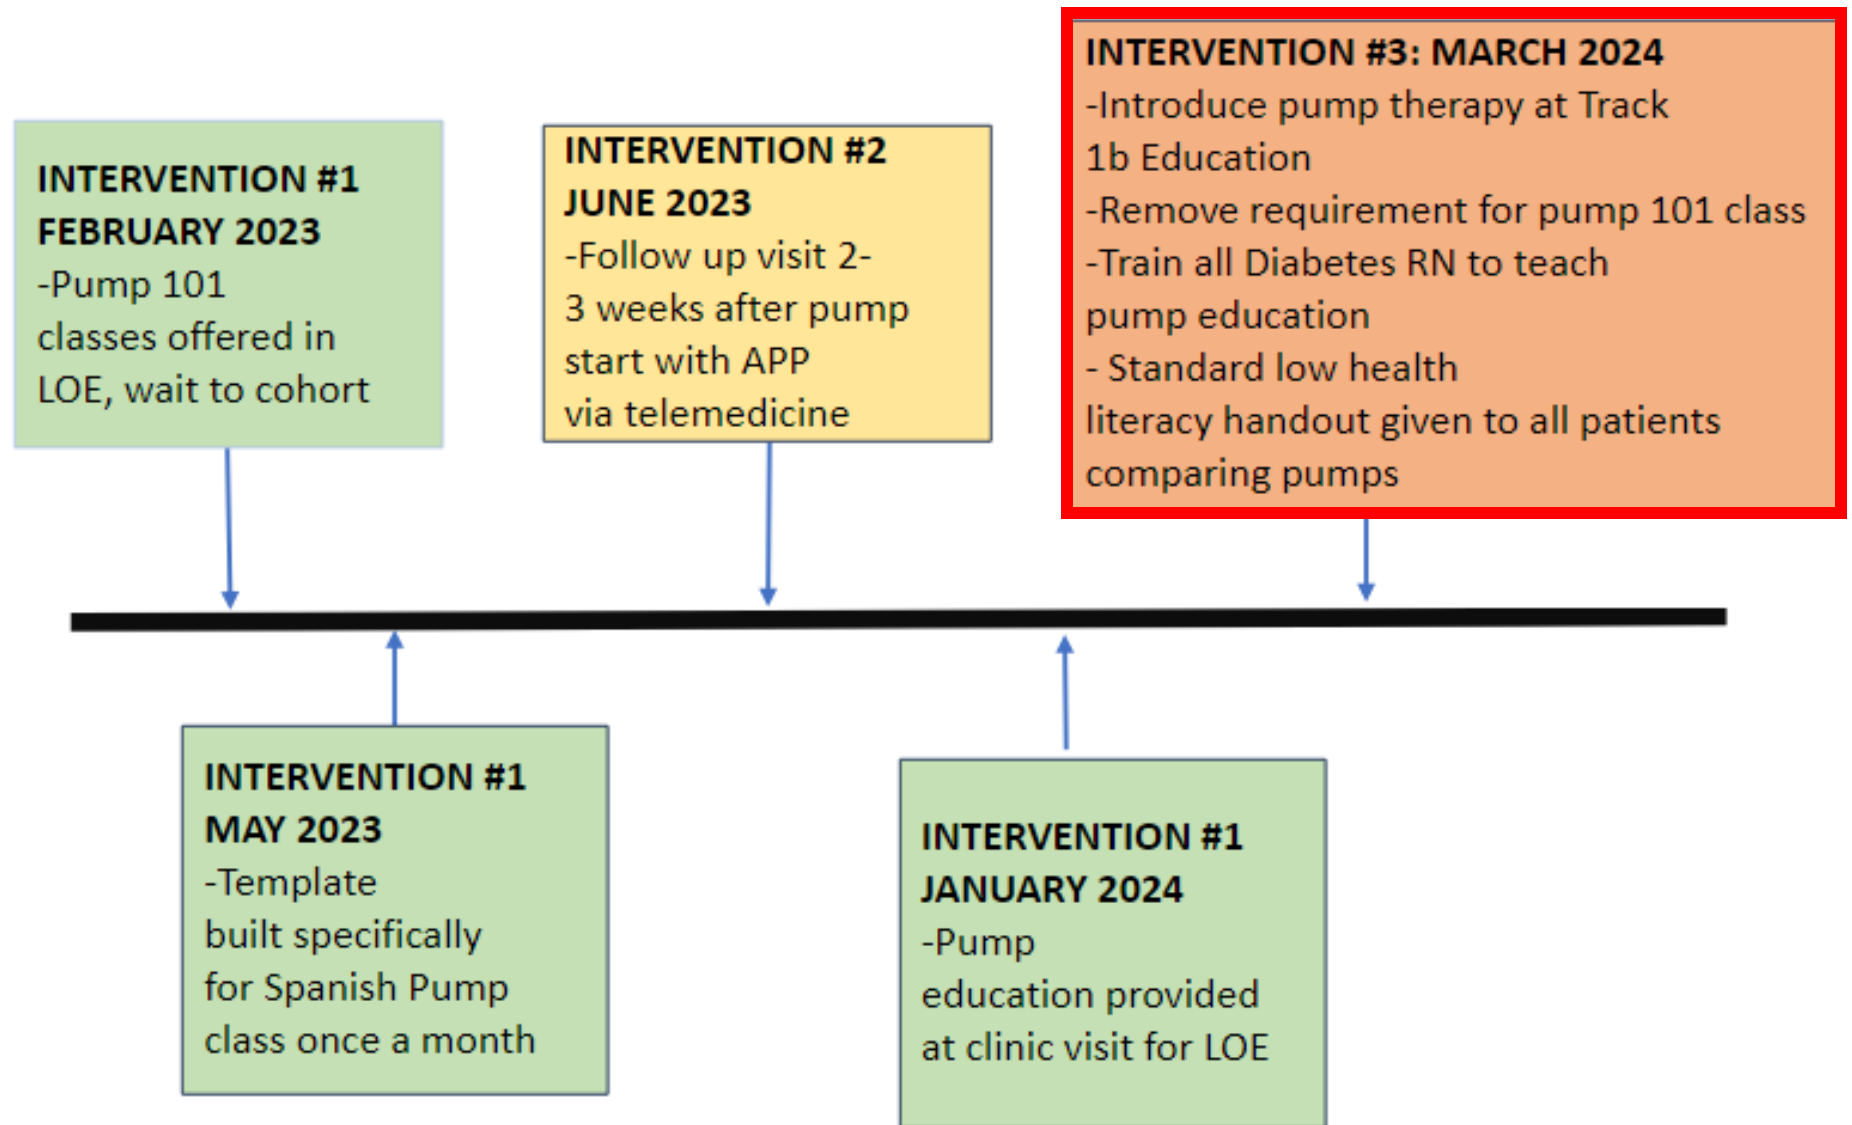 INTERVENTION #1
FEBRUARY 2023
-Pump 101
classes offered in
LOE, wait to cohort
INTERVENTION #2
JUNE 2023
-Follow up visit 2-
3 weeks after pump
start with APP
via telemedicine
INTERVENTION #3: MARCH 2024
-Introduce pump therapy at Track
1b Education
-Remove requirement for pump 101 class
-Train all Diabetes RN to teach
pump education
- Standard low health
literacy handout given to all patients
comparing pumps
INTERVENTION #1
MAY 2023
-Template
built specifically
for Spanish Pump
class once a month
INTERVENTION #1
JANUARY 2024
-Pump
education provided
at clinic visit for LOE